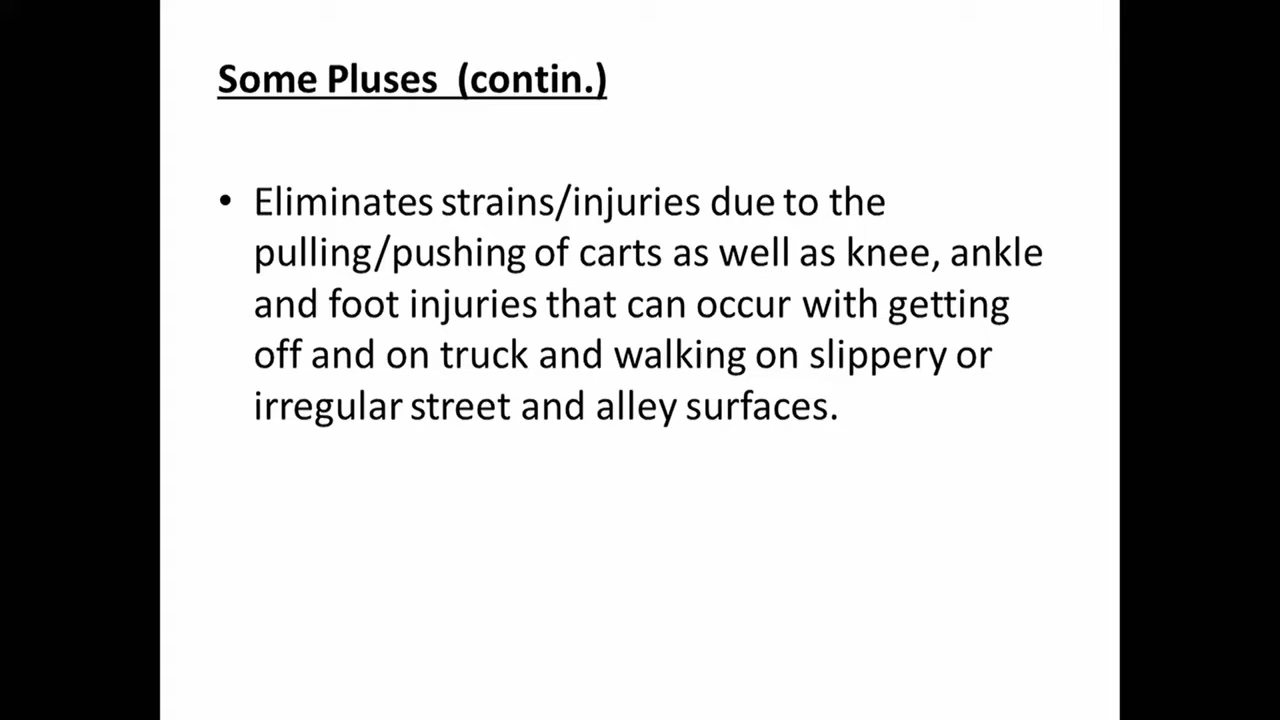 Some Pluses (contin.)
• Eliminates strains/injuries due to the
pulling/pushing of carts as well as knee, ankle
and foot injuries that can occur with getting
off and on truck and walking on slippery or
irregular street and alley surfaces.